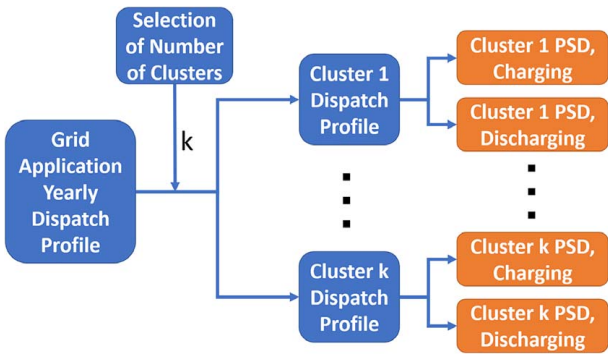 Selection
of Number
of Clusters
k
Grid
Application
Yearly
Dispatch
Profile
Cluster 1
Dispatch
Profile
Cluster 1 PSD,
Charging
Cluster 1 PSD,
Discharging
Cluster k
Dispatch
Profile
Cluster k PSD,
Charging
Cluster k PSD,
Discharging